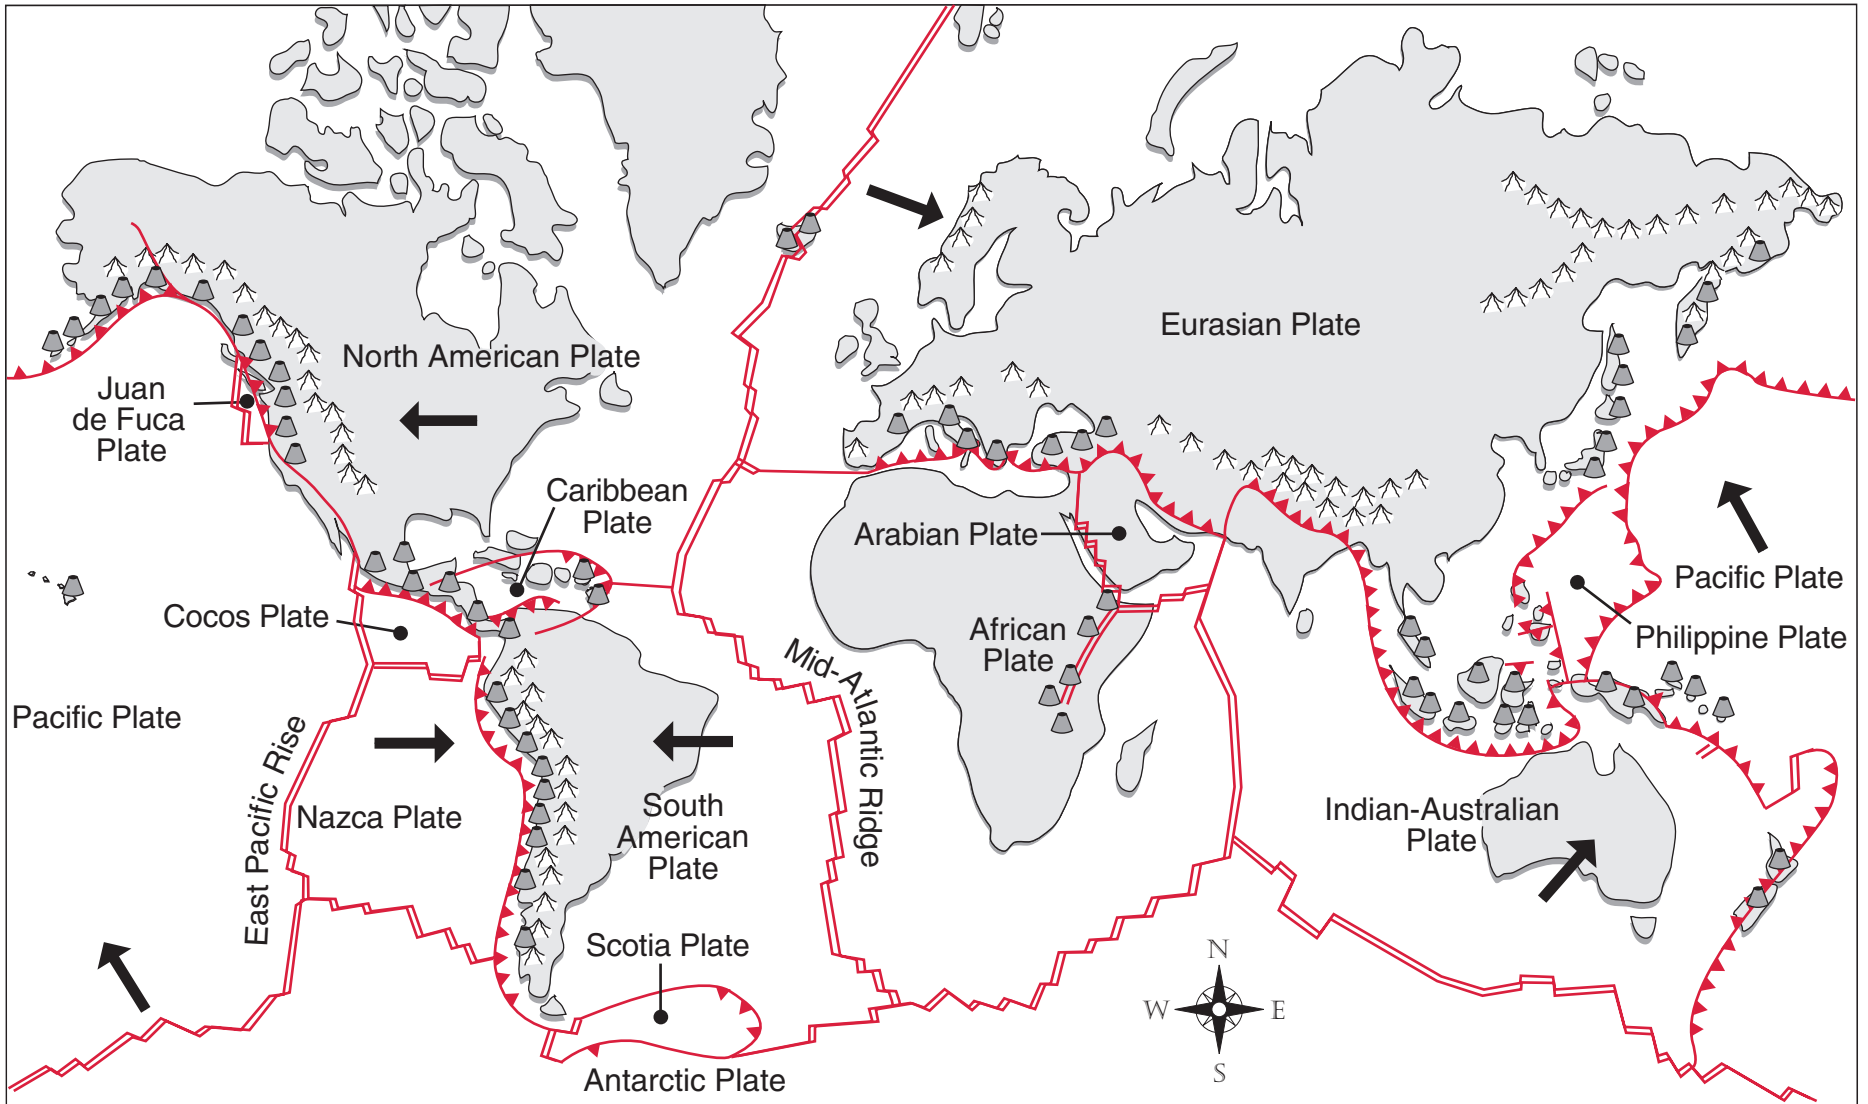 Eurasian Plate
North American Plate
Juan
de Fuca
Plate
Caribbean
Plate
Arabian Plate
Pacific Plate
Cocos Plate
African
Plate
Philippine Plate
Mid-Atlantic Ridge
Pacific Plate
East Pacific Rise
Nazca Plate
South
American
Plate
Indian-Australian
Plate
Scotia Plate
N
W
E
S
Antarctic Plate